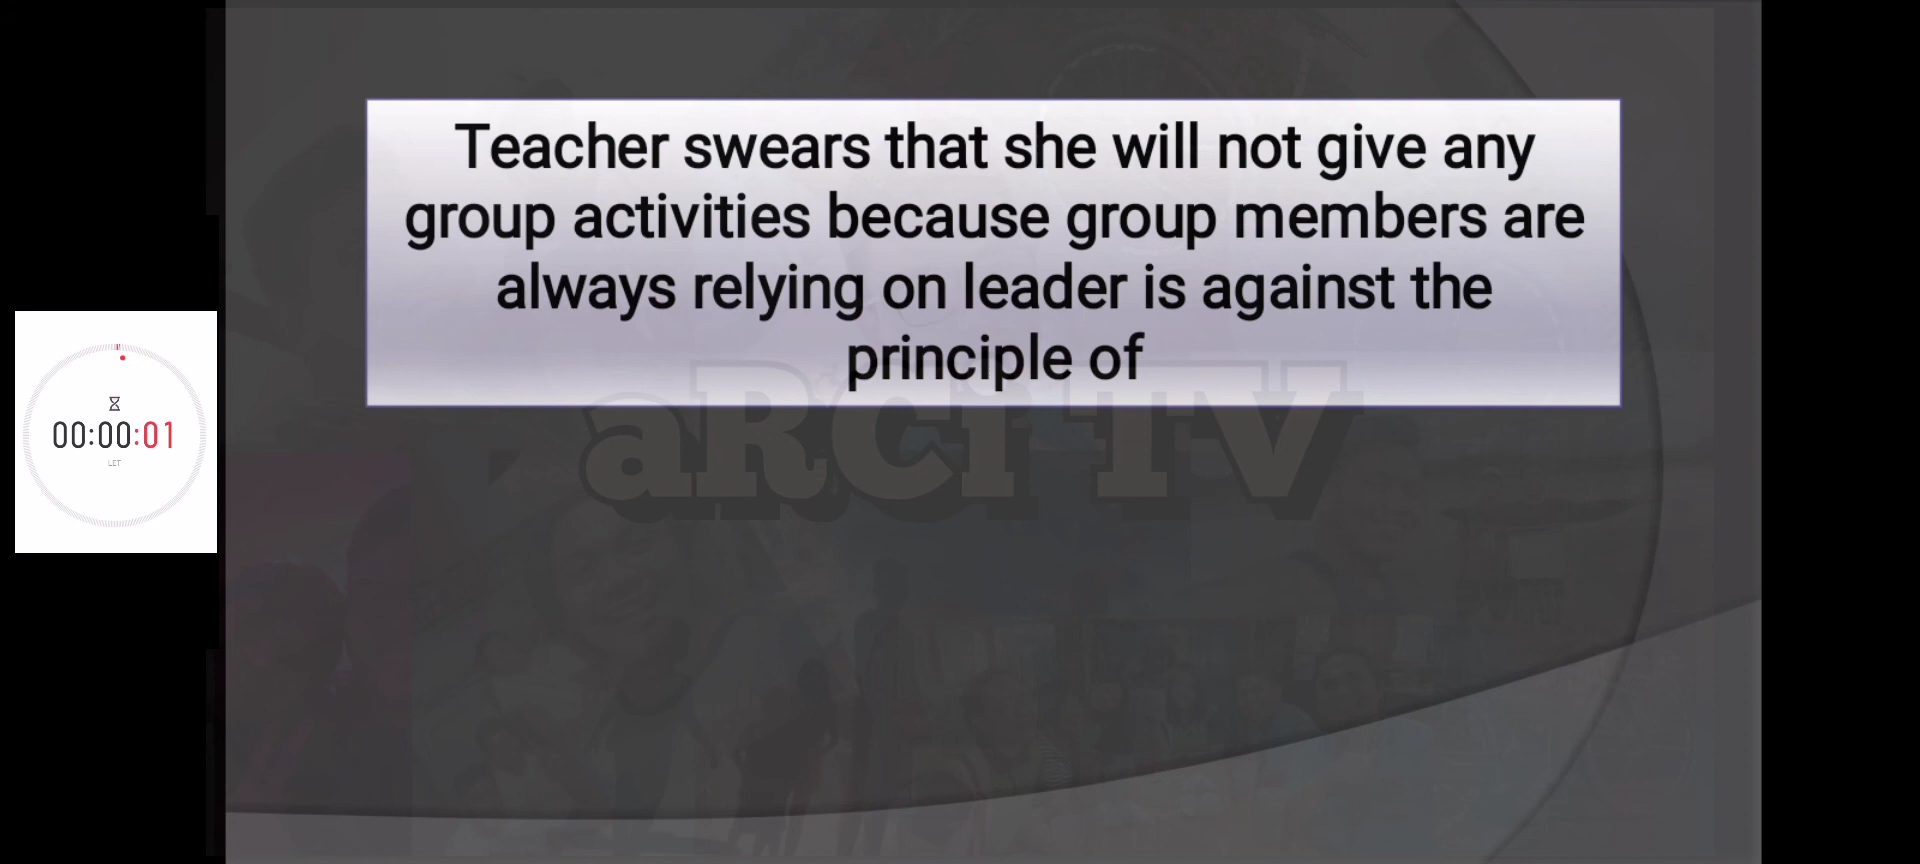 Teacher swears that she will not give any
group activities because group members are
always relying on leader is against the
principle of
aRCi TV
00:00:01
LET